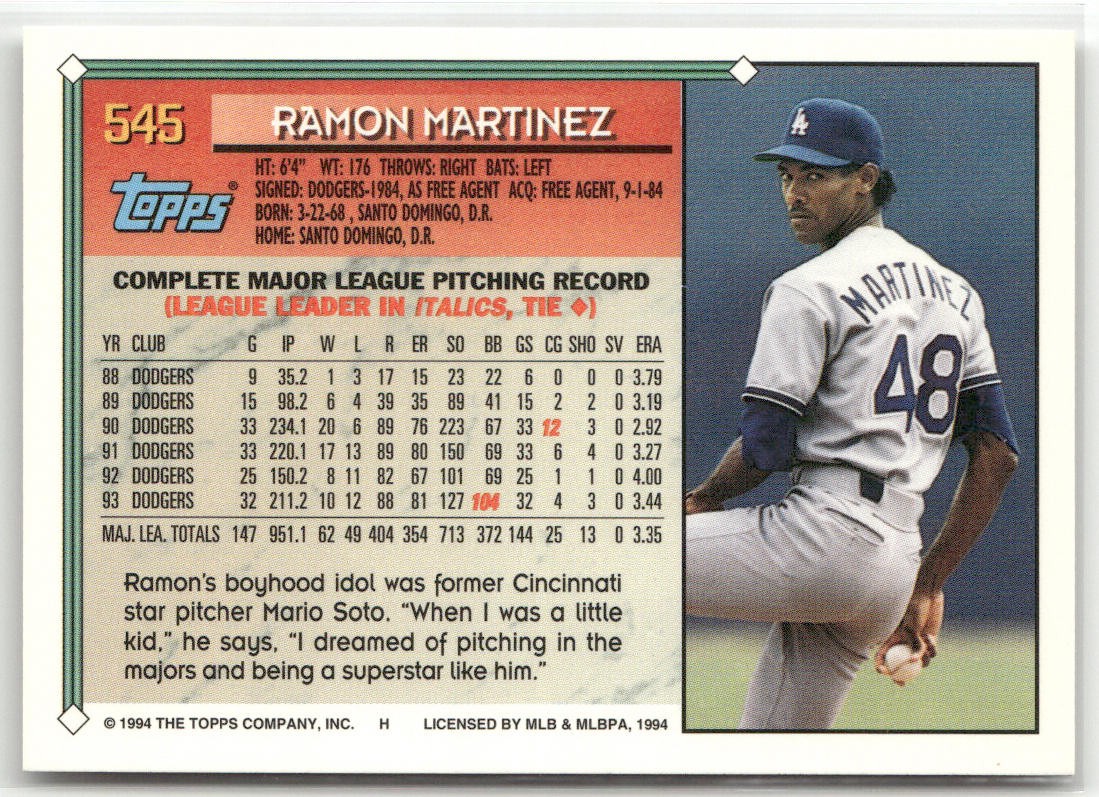 545
RAMON MARTINEZ
topps®
HT: 6'4" WT: 176 THROWS: RIGHT BATS: LEFT
SIGNED: DODGERS-1984, AS FREE AGENT ACQ: FREE AGENT, 9-1-84
BORN: 3-22-68 , SANTO DOMINGO, D.R.
HOME: SANTO DOMINGO, D.R.
COMPLETE MAJOR LEAGUE PITCHING RECORD
(LEAGUE LEADER IN ITALICS, TIE ♦)
YR CLUB G IP W L R ER SO BB GS CG SHO SV ERA
88 DODGERS 9 35.2 1 3 17 15 23 22 6 0 0 0 3.79
89 DODGERS 15 98.2 6 4 39 35 89 41 15 2 2 0 3.19
90 DODGERS 33 234.1 20 6 89 76 223 67 33 12 3 0 2.92
91 DODGERS 33 220.1 17 13 89 80 150 69 33 6 4 0 3.27
92 DODGERS 25 150.2 8 11 82 67 101 69 25 1 1 0 4.00
93 DODGERS 32 211.2 10 12 88 81 127 104 32 4 3 0 3.44
MAJ. LEA. TOTALS 147 951.1 62 49 404 354 713 372 144 25 13 0 3.35
Ramon's boyhood idol was former Cincinnati
star pitcher Mario Soto. "When I was a little
kid," he says, "I dreamed of pitching in the
majors and being a superstar like him."
© 1994 THE TOPPS COMPANY, INC. H LICENSED BY MLB & MLBPA, 1994
LA
MARTINEZ
48